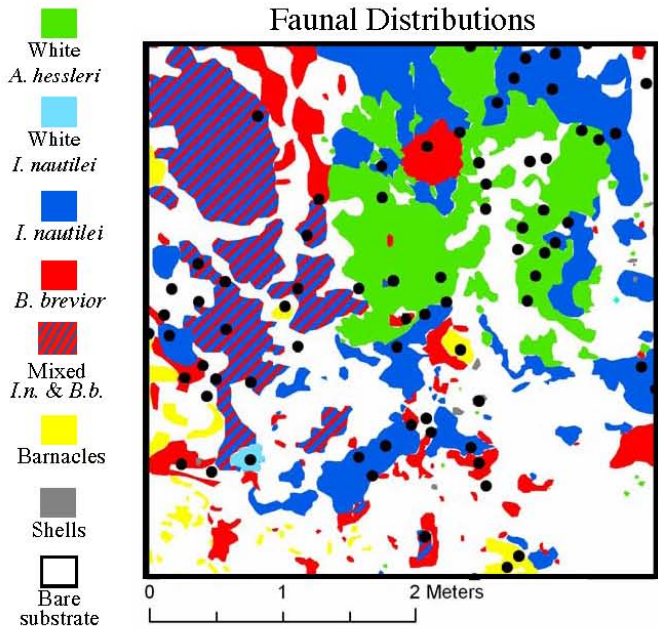 Faunal Distributions
White
A. hessleri
White
I. nautilei
I. nautilei
B. brevior
Mixed
I.n. & B.b.
Barnacles
Shells
Bare
substrate
0 1 2 Meters